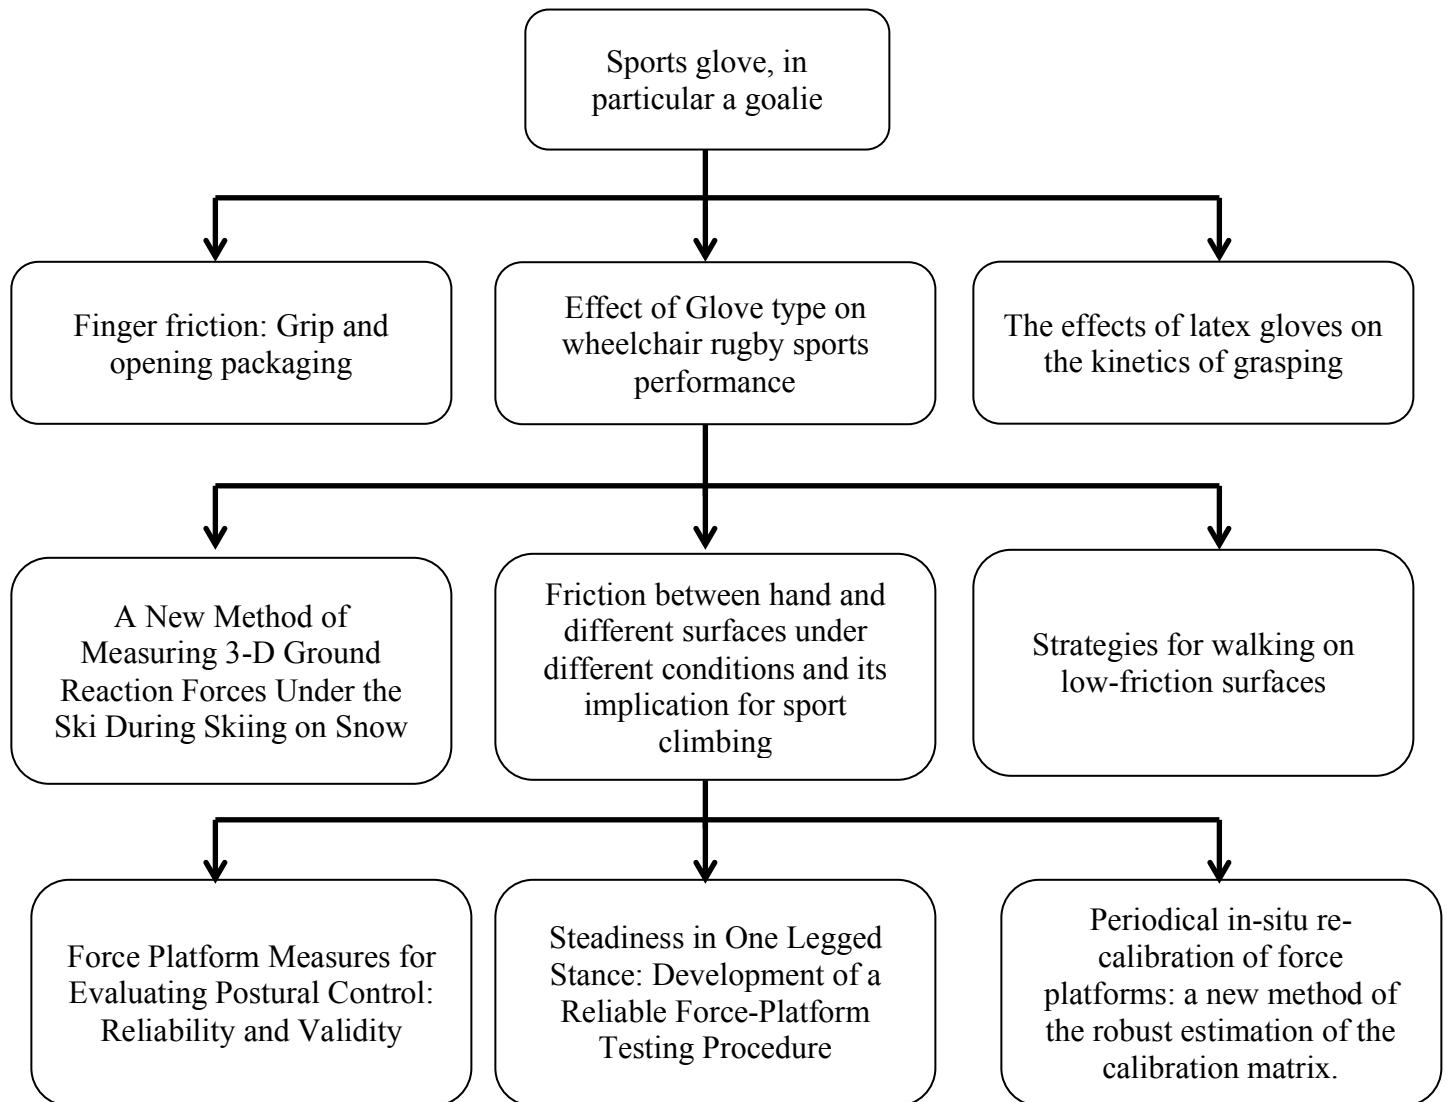 Sports glove, in
particular a goalie
Finger friction: Grip and
opening packaging
Effect of Glove type on
wheelchair rugby sports
performance
The effects of latex gloves on
the kinetics of grasping
A New Method of
Measuring 3-D Ground
Reaction Forces Under the
Ski During Skiing on Snow
Friction between hand and
different surfaces under
different conditions and its
implication for sport
climbing
Strategies for walking on
low-friction surfaces
Force Platform Measures for
Evaluating Postural Control:
Reliability and Validity
Steadiness in One Legged
Stance: Development of a
Reliable Force-Platform
Testing Procedure
Periodical in-situ re-
calibration of force
platforms: a new method of
the robust estimation of the
calibration matrix.